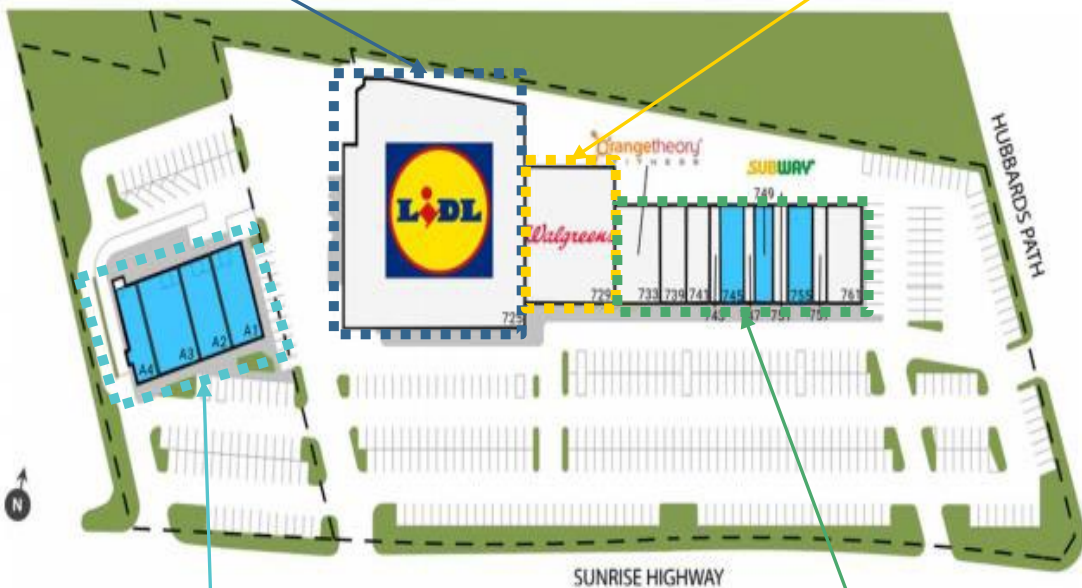 HUBBARDS PATH
orangetheory
FITNESS
SUBWAY
749
LiDL
Walgreens
729
733
739
741
745
755
761
725
A4
A3
A2
A1
N
SUNRISE HIGHWAY